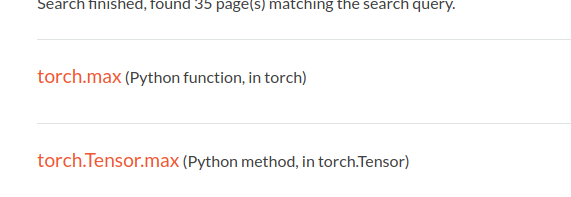 Search finished, found 35 page(s) matching the search query.
torch.max (Python function, in torch)
torch.Tensor.max (Python method, in torch.Tensor)